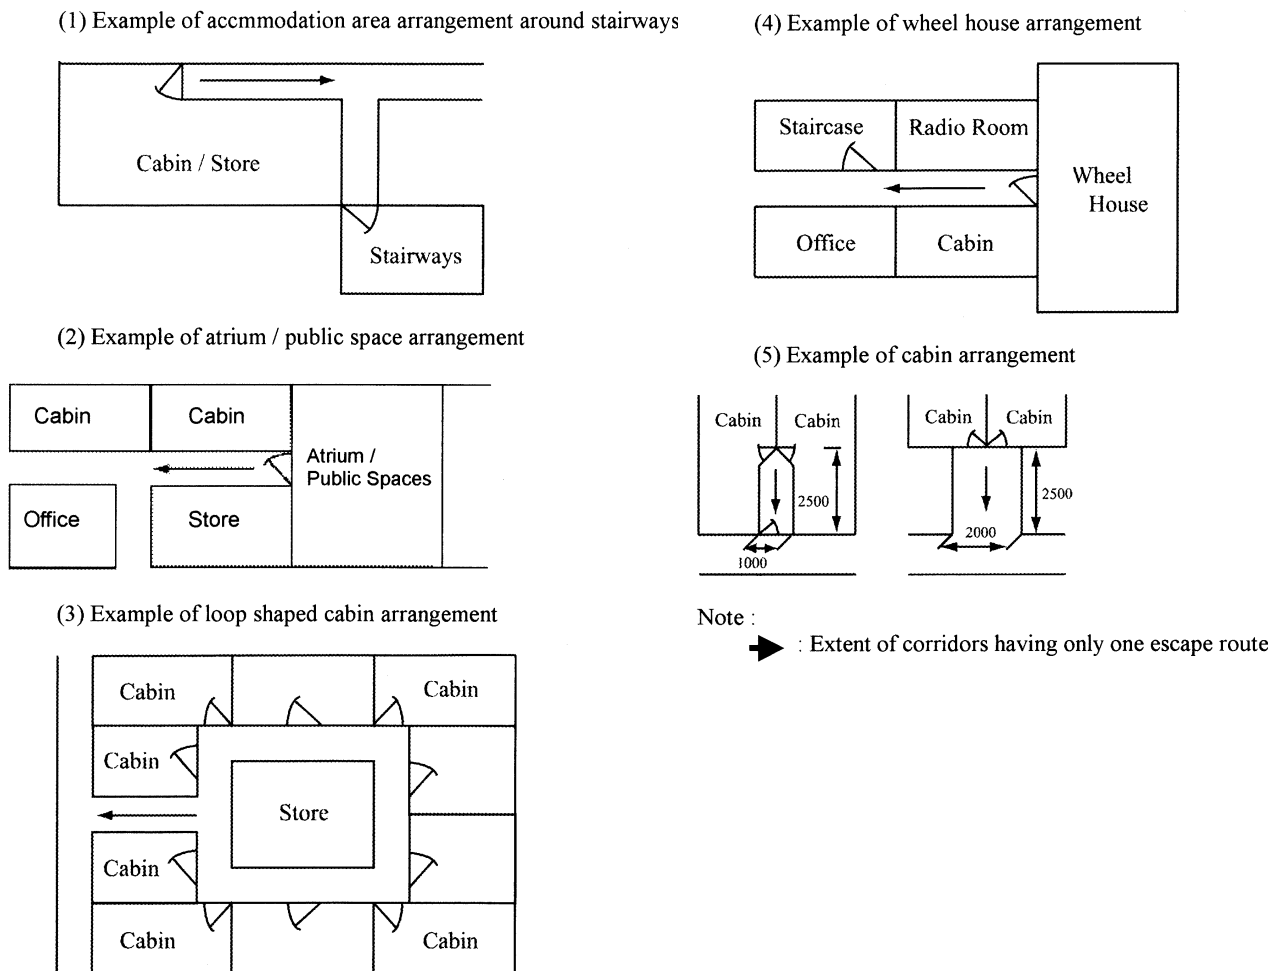 (1) Example of accmmodation area arrangement around stairways
Cabin / Store
Stairways
(2) Example of atrium / public space arrangement
Cabin
Cabin
Atrium /
Public Spaces
Office
Store
(3) Example of loop shaped cabin arrangement
Cabin
Cabin
Cabin
Store
Cabin
Cabin
Cabin
(4) Example of wheel house arrangement
Staircase
Radio Room
Wheel
House
Office
Cabin
(5) Example of cabin arrangement
Cabin
Cabin
2500
1000
Cabin
Cabin
2500
2000
Note :
: Extent of corridors having only one escape route